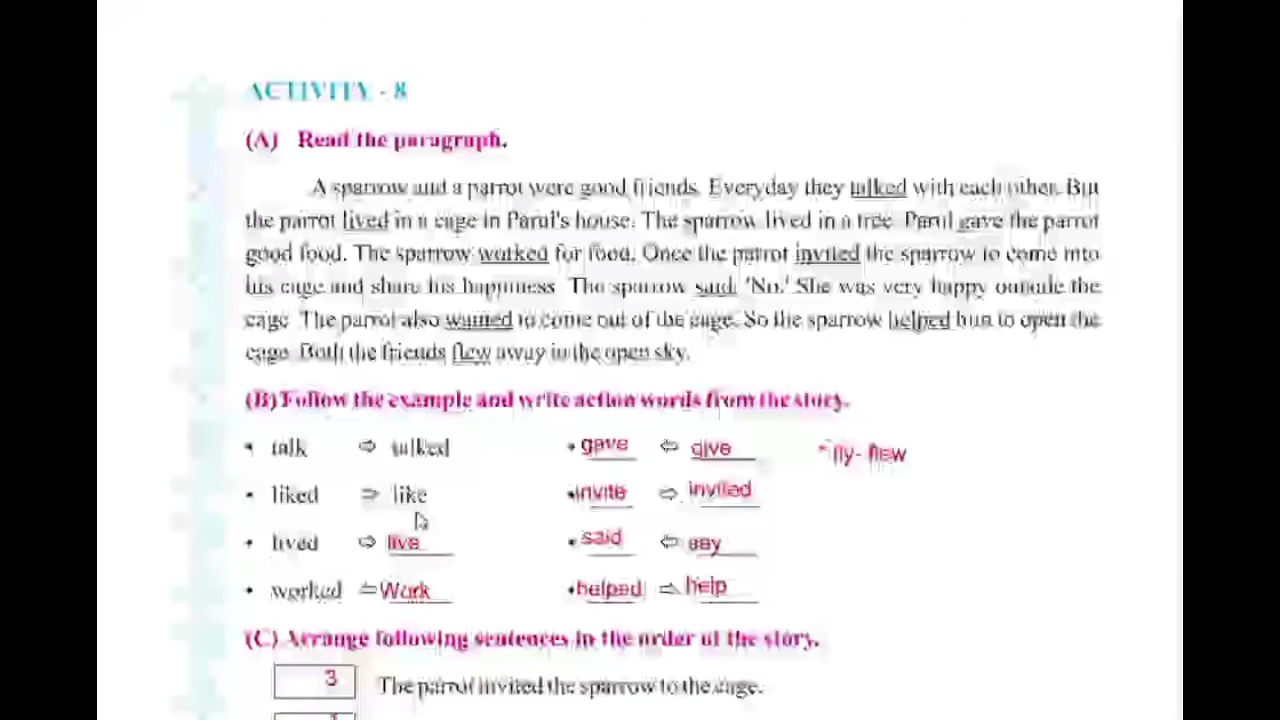 ACTIVITY - 8
(A) Read the paragraph.
A sparrow and a parrot were good friends. Everyday they talked with each other. But
the parrot lived in a cage in Parul's house. The sparrow lived in a tree. Parul gave the parrot
good food. The sparrow worked for food. Once the parrot invited the sparrow to come into
his cage and share his happiness. The sparrow said, 'No.' She was very happy outside the
cage. The parrot also wanted to come out of the cage. So the sparrow helped him to open the
cage. Both the friends flew away in the open sky.
(B) Follow the example and write action words from the story.
• talk ⇨ talked • gave ⇦ give fly- flew
• liked ⇨ like • invite ⇨ invited
• lived ⇨ live • said ⇦ say
• worked ⇦ Work • helped ⇨ help
(C) Arrange following sentences in the order of the story.
3 The parrot invited the sparrow to the cage.